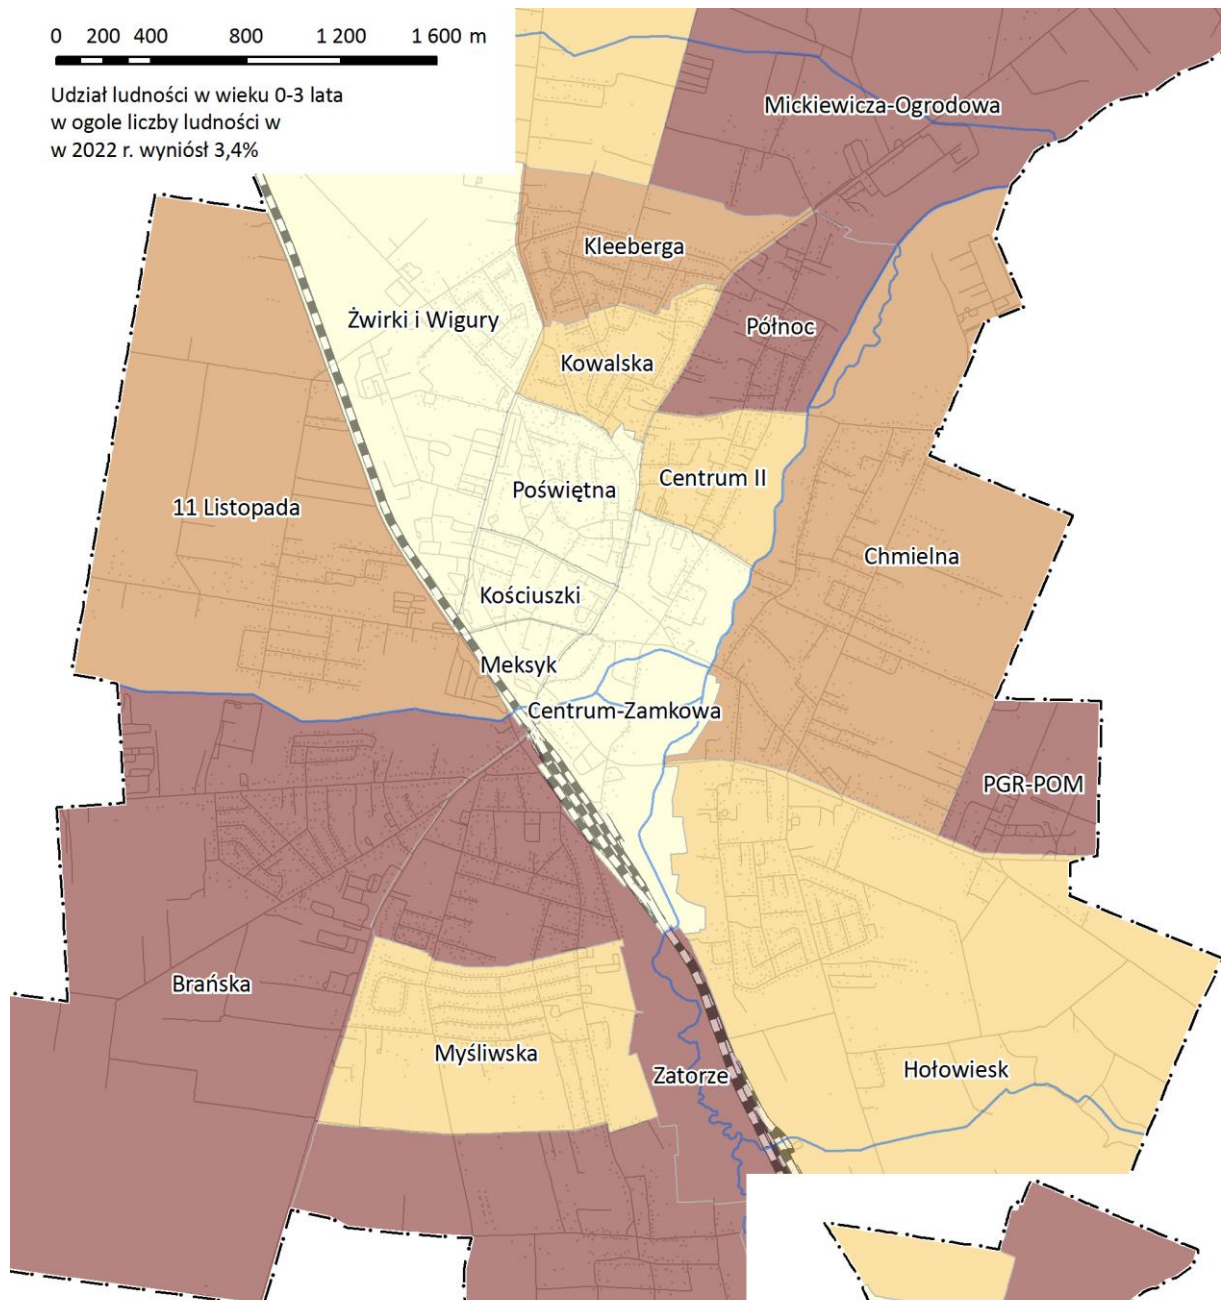 0 200 400 800 1 200 1 600 m
Udział ludności w wieku 0-3 lata
w ogole liczby ludności w
w 2022 r. wyniósł 3,4%
Mickiewicza-Ogrodowa
Kleeberga
Żwirki i Wigury
Północ
Kowalska
Centrum II
Poświętna
11 Listopada
Chmielna
Kościuszki
Meksyk
Centrum-Zamkowa
PGR-POM
Brańska
Myśliwska
Zatorze
Hołowiesk